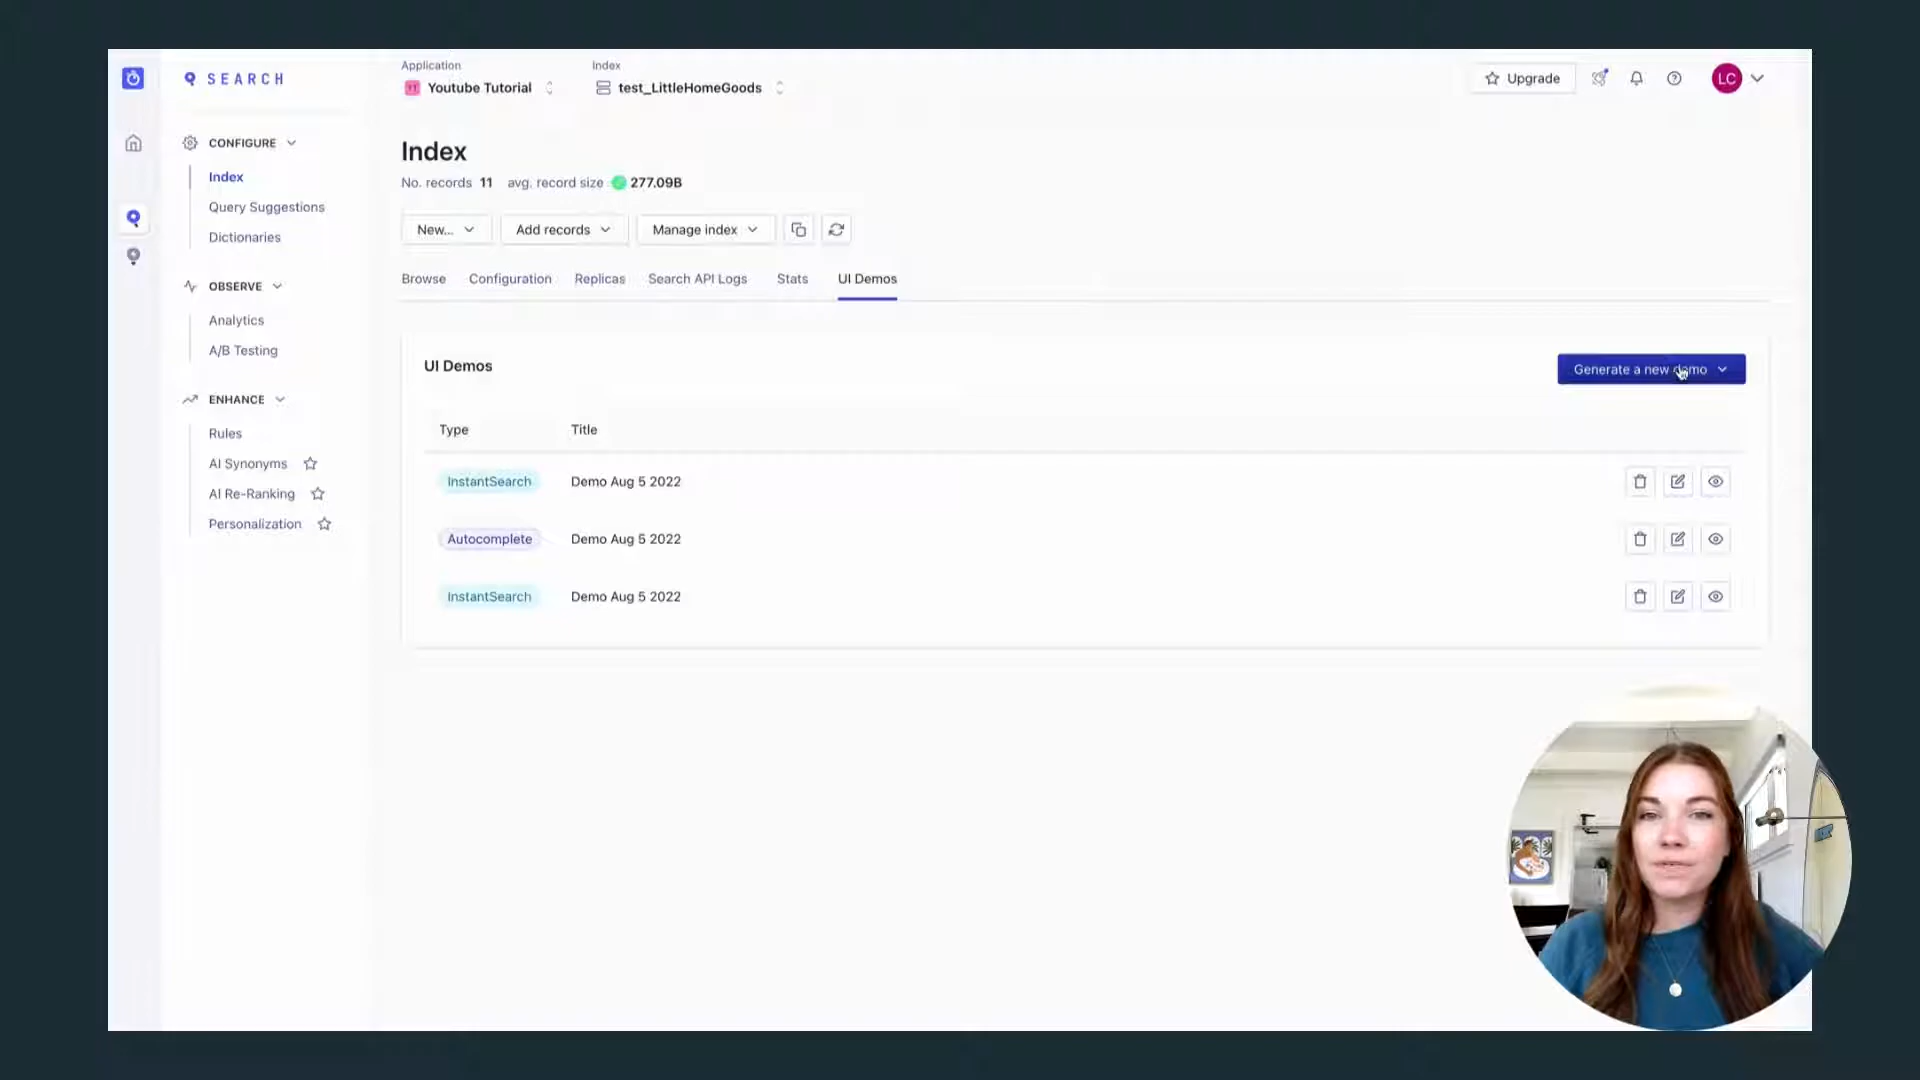 SEARCH
Application
Youtube Tutorial
Index
test_LittleHomeGoods
Upgrade
LC
CONFIGURE
Index
Query Suggestions
Dictionaries
OBSERVE
Analytics
A/B Testing
ENHANCE
Rules
AI Synonyms
AI Re-Ranking
Personalization
Index
No. records 11 avg. record size 277.09B
New... Add records Manage index
Browse Configuration Replicas Search API Logs Stats UI Demos
UI Demos
Generate a new demo
Type Title
InstantSearch Demo Aug 5 2022
Autocomplete Demo Aug 5 2022
InstantSearch Demo Aug 5 2022